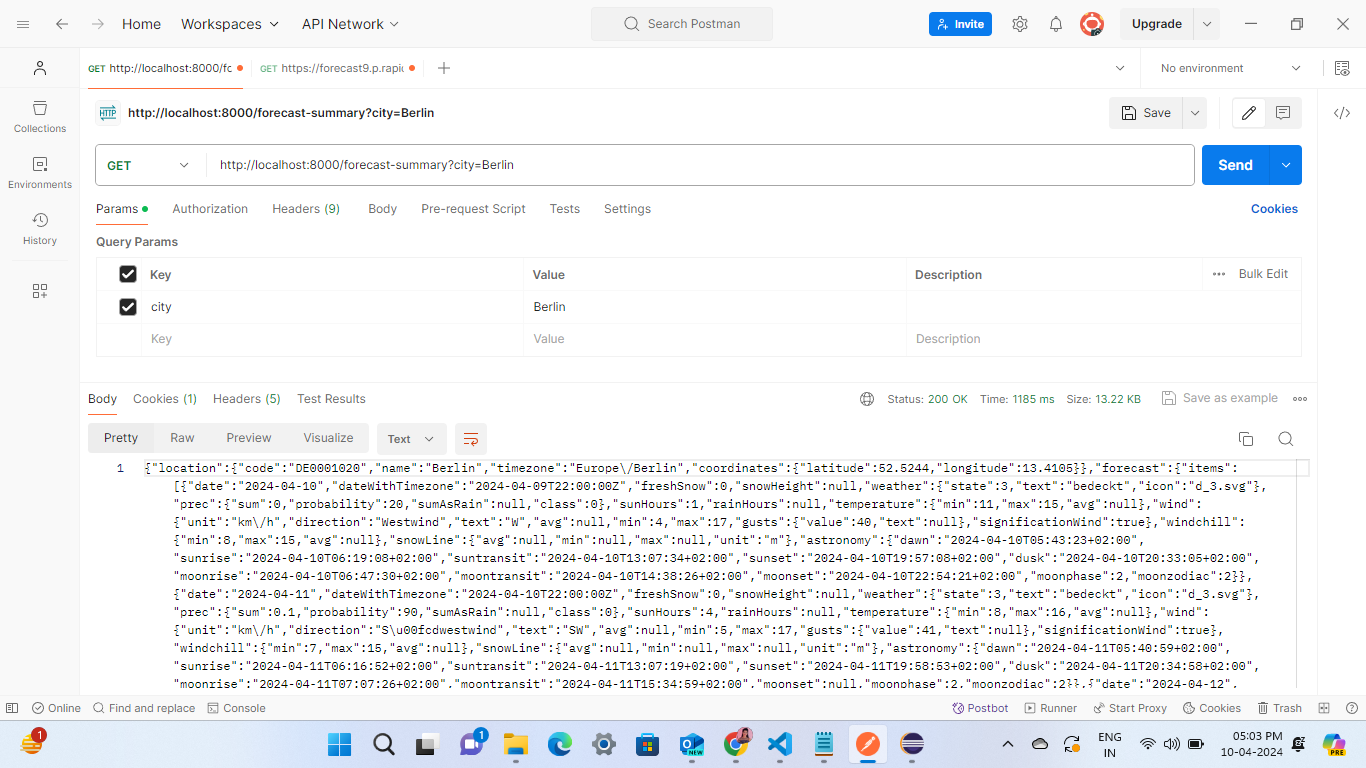 Home Workspaces API Network Search Postman Invite Upgrade
GET http://localhost:8000/fo GET https://forecast9.p.rapid No environment
HTTP http://localhost:8000/forecast-summary?city=Berlin Save
Collections
GET http://localhost:8000/forecast-summary?city=Berlin Send
Environments
Params Authorization Headers (9) Body Pre-request Script Tests Settings Cookies
History
Query Params
Key Value Description Bulk Edit
city Berlin
Key Value Description
Body Cookies (1) Headers (5) Test Results Status: 200 OK Time: 1185 ms Size: 13.22 KB Save as example
Pretty Raw Preview Visualize Text
1 {"location":{"code":"DE0001020","name":"Berlin","timezone":"Europe\/Berlin","coordinates":{"latitude":52.5244,"longitude":13.4105}},"forecast":{"items":
[{"date":"2024-04-10","dateWithTimezone":"2024-04-09T22:00:00Z","freshSnow":0,"snowHeight":null,"weather":{"state":3,"text":"bedeckt","icon":"d_3.svg"},
"prec":{"sum":0,"probability":20,"sumAsRain":null,"class":0},"sunHours":1,"rainHours":null,"temperature":{"min":11,"max":15,"avg":null},"wind":
{"unit":"km\/h","direction":"Westwind","text":"W","avg":null,"min":4,"max":17,"gusts":{"value":40,"text":null},"significationWind":true},"windchill":
{"min":8,"max":15,"avg":null},"snowLine":{"avg":null,"min":null,"max":null,"unit":"m"},"astronomy":{"dawn":"2024-04-10T05:43:23+02:00",
"sunrise":"2024-04-10T06:19:08+02:00","suntransit":"2024-04-10T13:07:34+02:00","sunset":"2024-04-10T19:57:08+02:00","dusk":"2024-04-10T20:33:05+02:00",
"moonrise":"2024-04-10T06:47:30+02:00","moontransit":"2024-04-10T14:38:26+02:00","moonset":"2024-04-10T22:54:21+02:00","moonphase":2,"moonzodiac":2}},
{"date":"2024-04-11","dateWithTimezone":"2024-04-10T22:00:00Z","freshSnow":0,"snowHeight":null,"weather":{"state":3,"text":"bedeckt","icon":"d_3.svg"},
"prec":{"sum":0.1,"probability":90,"sumAsRain":null,"class":0},"sunHours":4,"rainHours":null,"temperature":{"min":8,"max":16,"avg":null},"wind":
{"unit":"km\/h","direction":"S\u00fcdwestwind","text":"SW","avg":null,"min":5,"max":17,"gusts":{"value":41,"text":null},"significationWind":true},
"windchill":{"min":7,"max":15,"avg":null},"snowLine":{"avg":null,"min":null,"max":null,"unit":"m"},"astronomy":{"dawn":"2024-04-11T05:40:59+02:00",
"sunrise":"2024-04-11T06:16:52+02:00","suntransit":"2024-04-11T13:07:19+02:00","sunset":"2024-04-11T19:58:53+02:00","dusk":"2024-04-11T20:34:58+02:00",
"moonrise":"2024-04-11T07:07:26+02:00","moontransit":"2024-04-11T15:34:59+02:00","moonset":null,"moonphase":2,"moonzodiac":2}},{"date":"2024-04-12",
Online Find and replace Console Postbot Runner Start Proxy Cookies Trash
1 1 NEW ENG 05:03 PM PRE
IN 10-04-2024